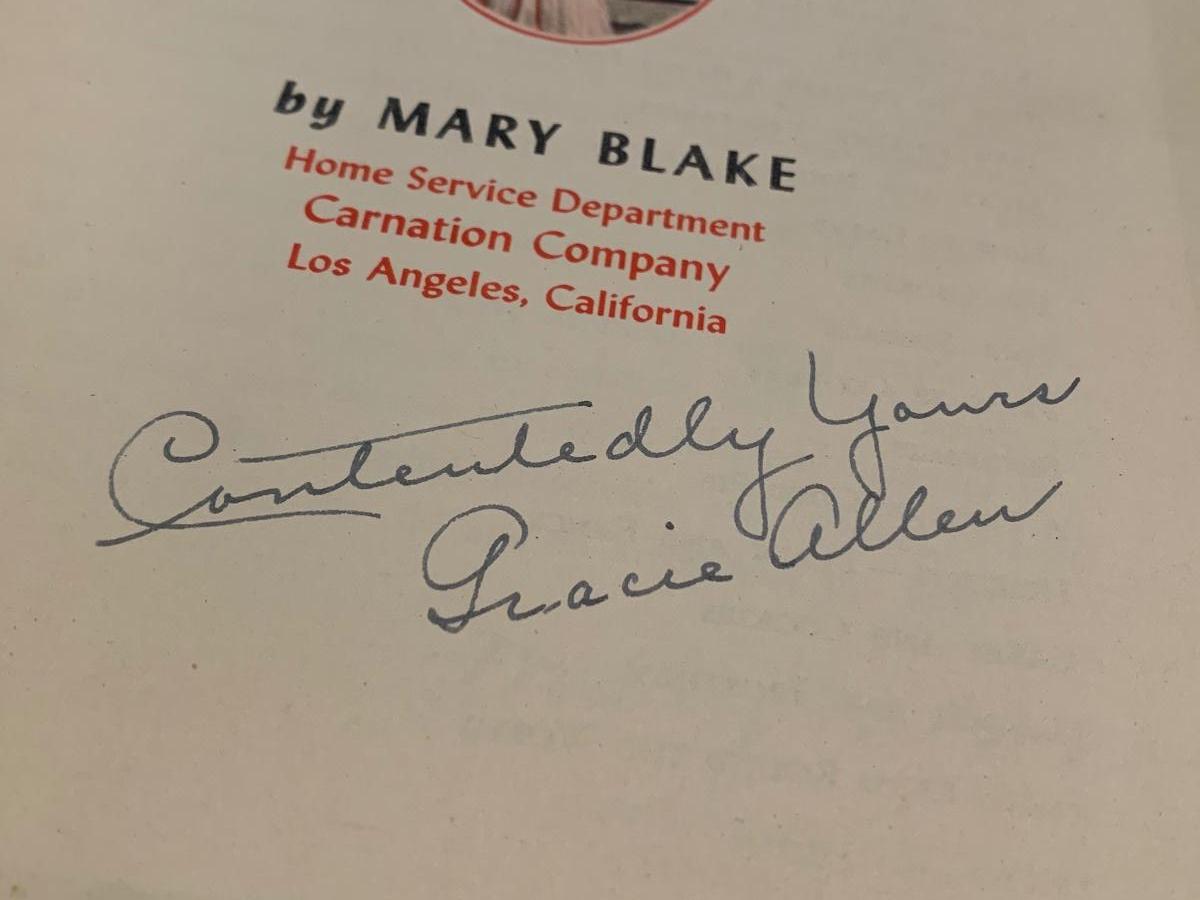 by MARY BLAKE
Home Service Department
Carnation Company
Los Angeles, California
Contentedly Yours
Gracie Allen